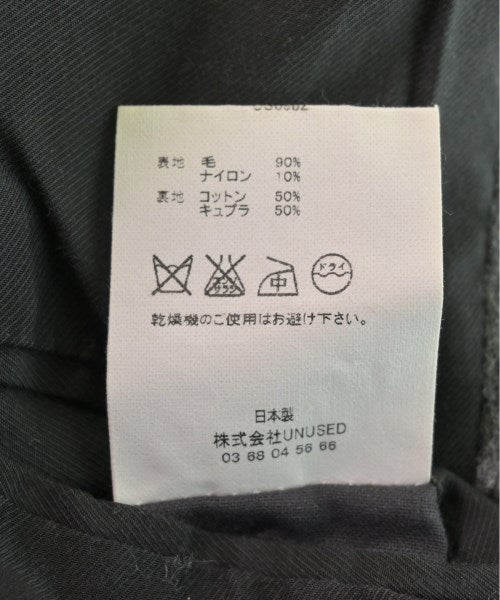 表地 毛 90%
ナイロン 10%
裏地 コットン 50%
キュプラ 50%
中 ドライ
乾燥機のご使用はお避け下さい。
日本製
株式会社UNUSED
03 68 04 56 66